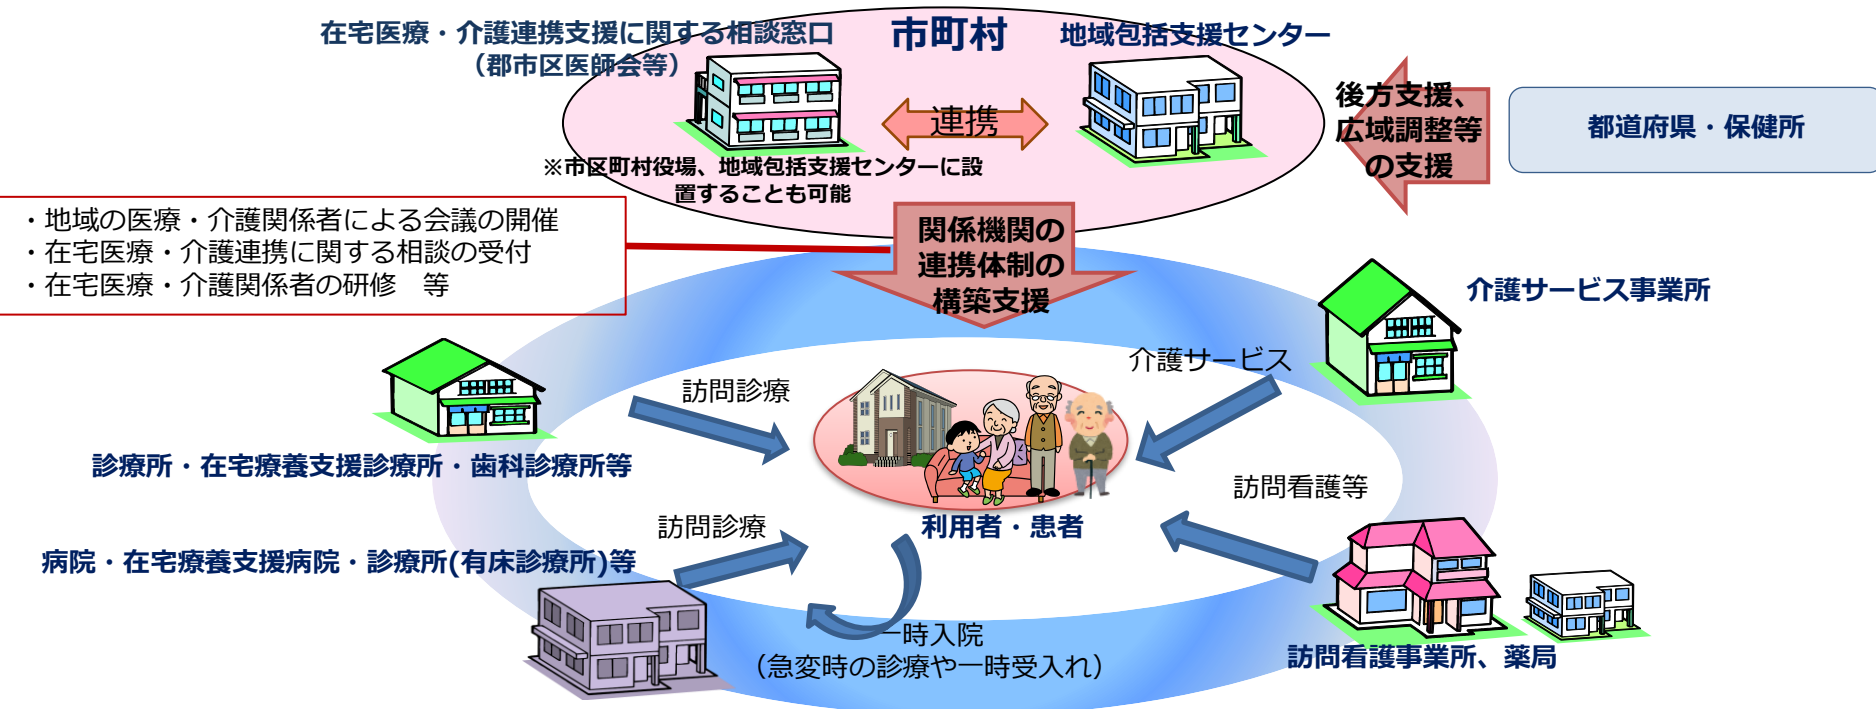 在宅医療・介護連携支援に関する相談窓口
（郡市区医師会等）
市町村
地域包括支援センター
連携
※市区町村役場、地域包括支援センターに設
置することも可能
後方支援、
広域調整等
の支援
都道府県・保健所
・地域の医療・介護関係者による会議の開催
・在宅医療・介護連携に関する相談の受付
・在宅医療・介護関係者の研修　等
関係機関の
連携体制の
構築支援
介護サービス事業所
介護サービス
訪問診療
診療所・在宅療養支援診療所・歯科診療所等
訪問看護等
利用者・患者
訪問診療
病院・在宅療養支援病院・診療所(有床診療所)等
一時入院
（急変時の診療や一時受入れ）
訪問看護事業所、薬局